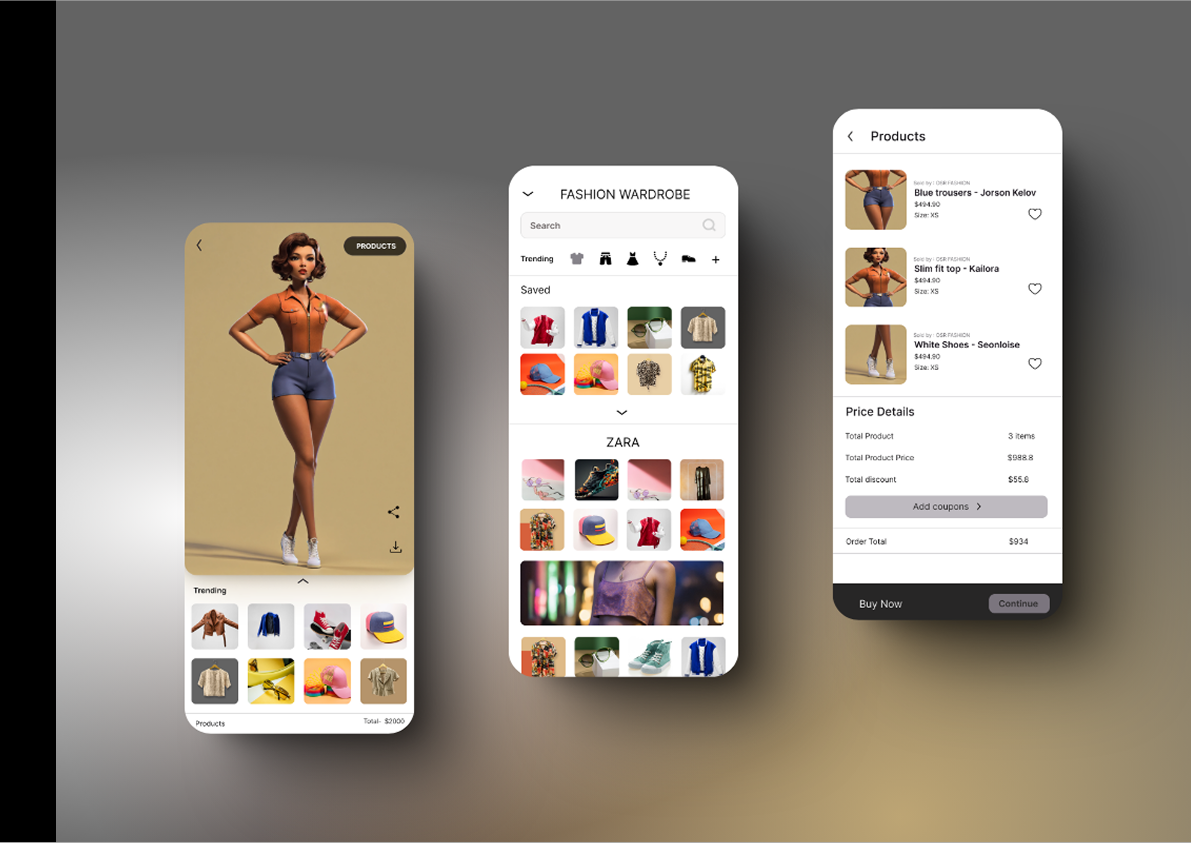 PRODUCTS
Trending
Products
Total- $2000
FASHION WARDROBE
Search
Trending
Saved
ZARA
Products
Sold by : OSR FASHION
Blue trousers - Jorson Kelov
$494.90
Size: XS
Sold by : OSR FASHION
Slim fit top - Kailora
$494.90
Size: XS
Sold by : OSR FASHION
White Shoes - Seonloise
$494.90
Size: XS
Price Details
Total Product 3 items
Total Product Price $988.8
Total discount $55.8
Add coupons
Order Total $934
Buy Now Continue